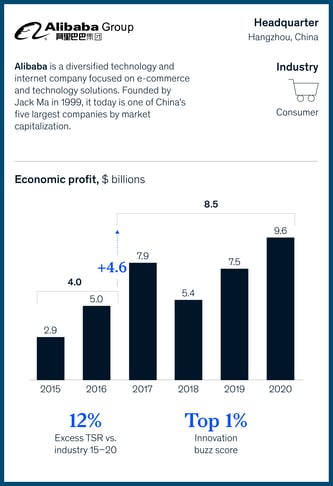 Alibaba Group
阿里巴巴集团
Headquarter
Hangzhou, China
Alibaba is a diversified technology and
internet company focused on e-commerce
and technology solutions. Founded by
Jack Ma in 1999, it today is one of China's
five largest companies by market
capitalization.
Industry
Consumer
Economic profit, $ billions
8.5
9.6
+4.6
7.9
7.5
4.0
5.0
5.4
2.9
2015 2016 2017 2018 2019 2020
12%
Excess TSR vs.
industry 15–20
Top 1%
Innovation
buzz score